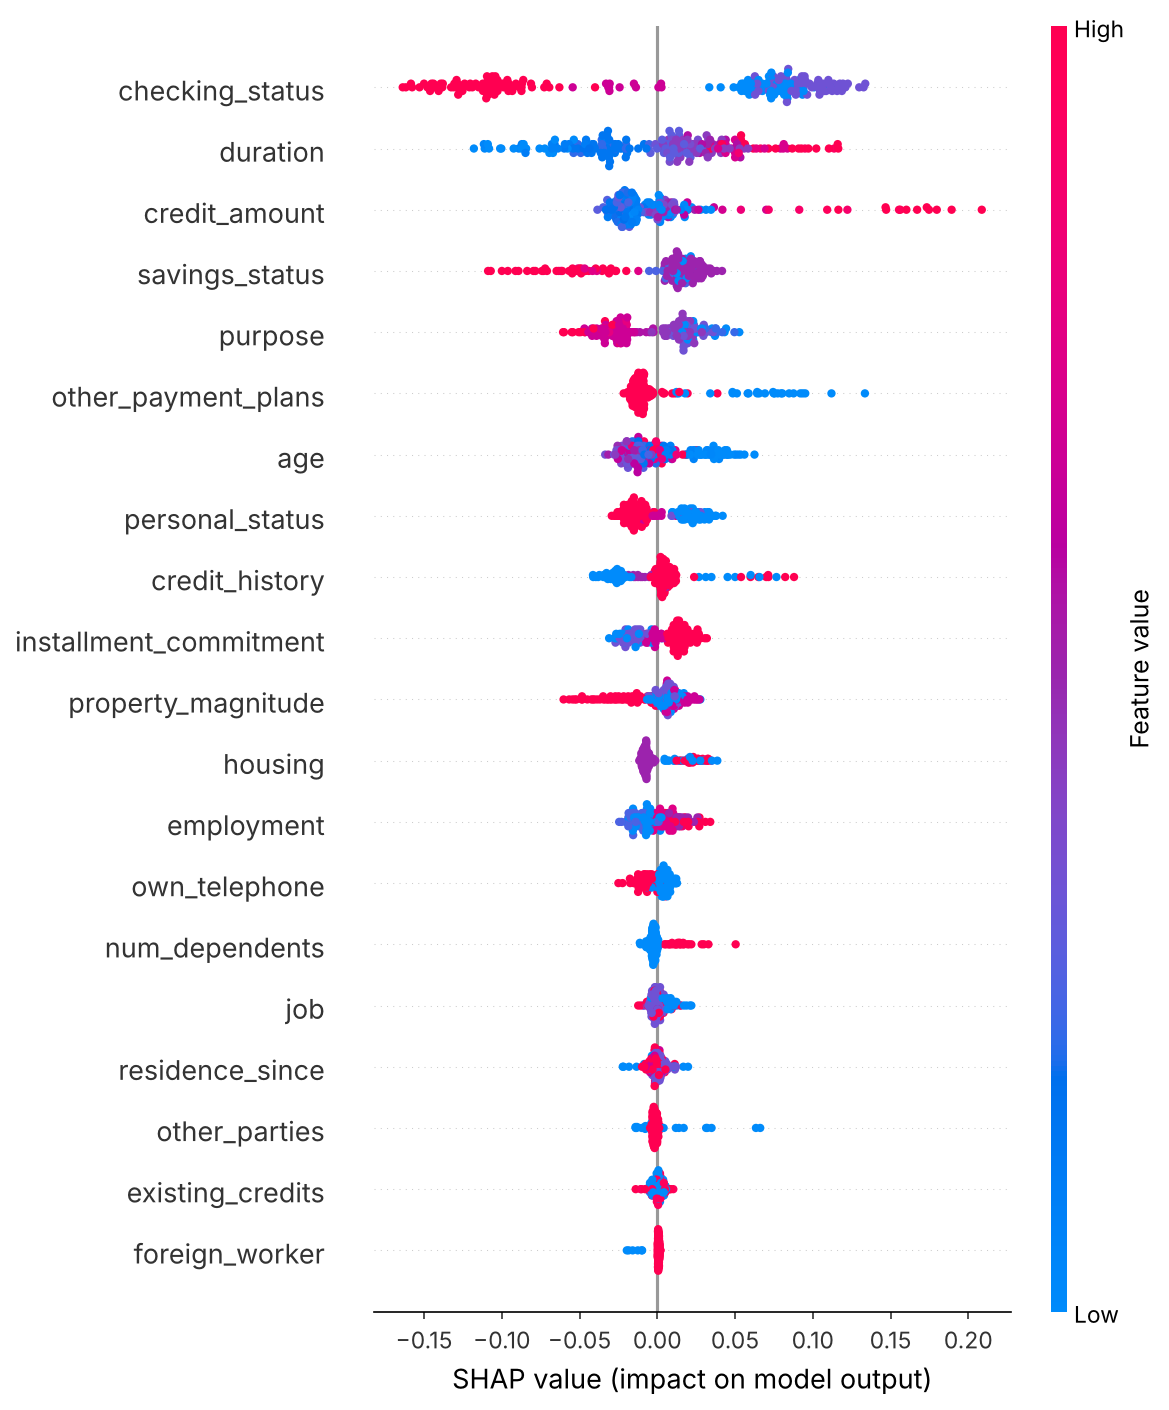 High
checking_status
duration
credit_amount
savings_status
purpose
other_payment_plans
age
personal_status
credit_history
installment_commitment
property_magnitude
housing
employment
own_telephone
num_dependents
job
residence_since
other_parties
existing_credits
foreign_worker
Feature value
Low
−0.15 −0.10 −0.05 0.00 0.05 0.10 0.15 0.20
SHAP value (impact on model output)